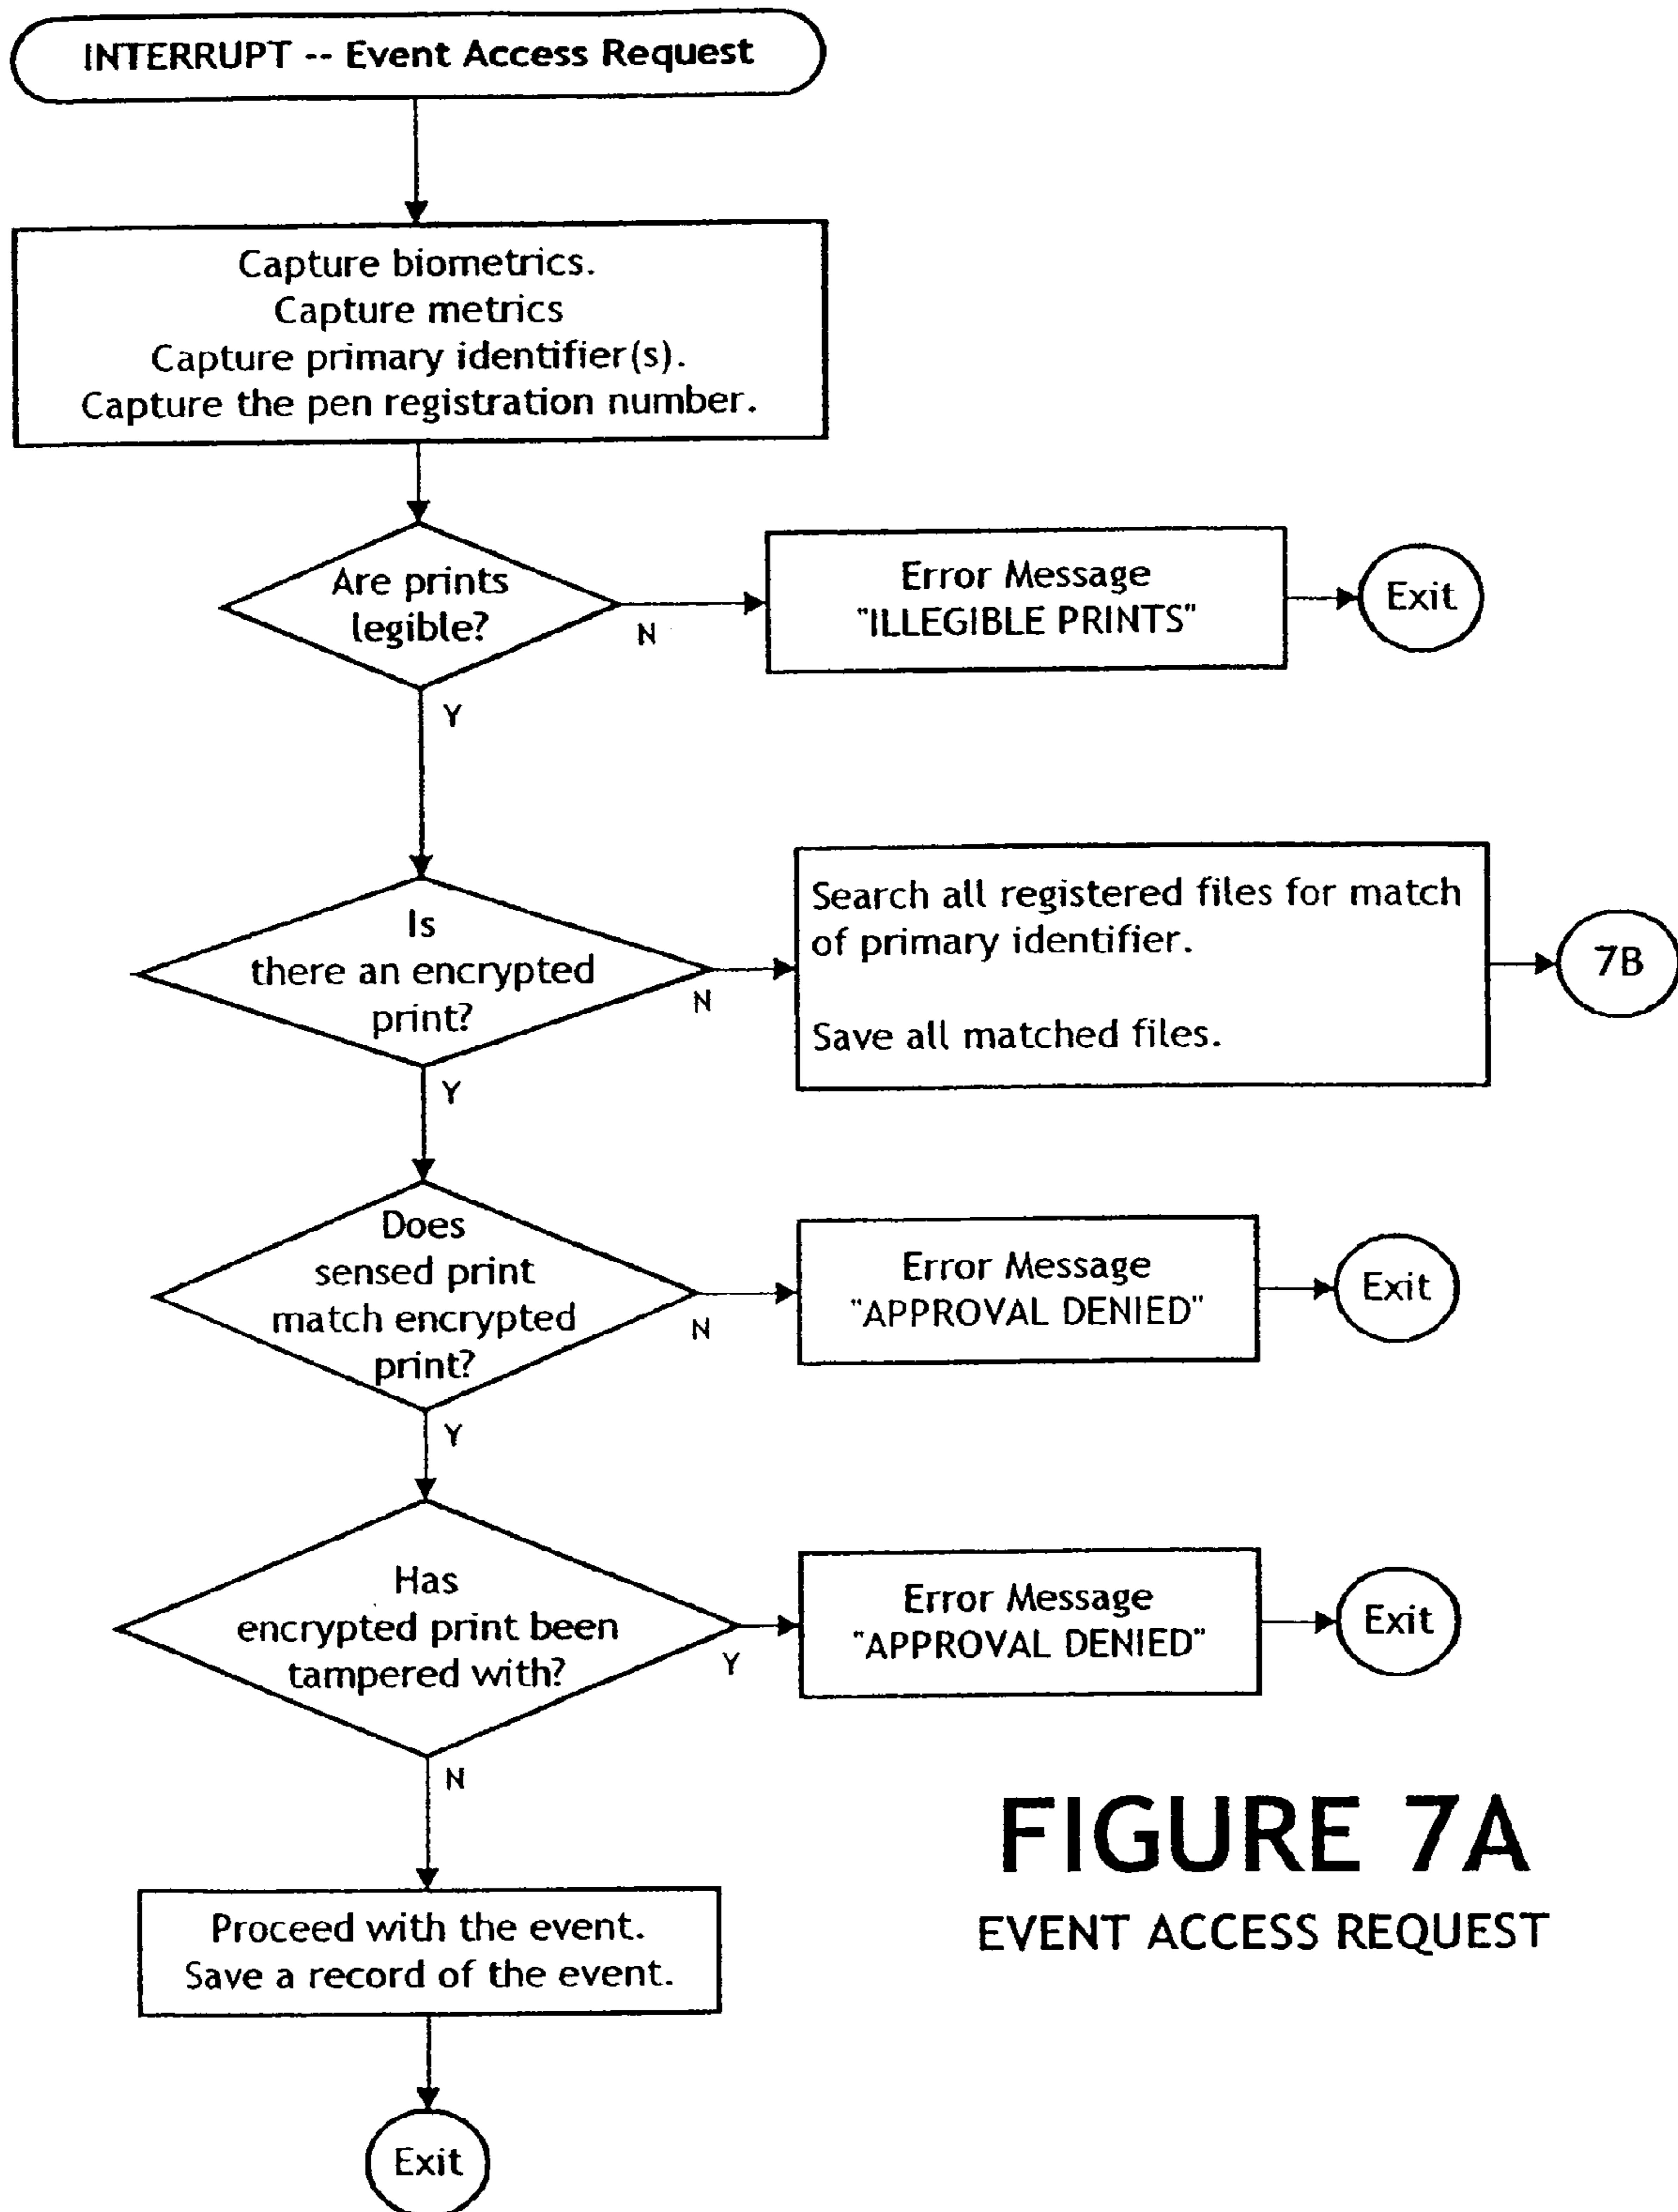 INTERRUPT -- Event Access Request
Capture biometrics.
Capture metrics
Capture primary identifier(s).
Capture the pen registration number.
Are prints
legible?
N
Error Message
"ILLEGIBLE PRINTS"
Exit
Y
Is
there an encrypted
print?
N
Search all registered files for match
of primary identifier.
Save all matched files.
7B
Y
Does
sensed print
match encrypted
print?
N
Error Message
"APPROVAL DENIED"
Exit
Y
Has
encrypted print been
tampered with?
Y
Error Message
"APPROVAL DENIED"
Exit
N
Proceed with the event.
Save a record of the event.
Exit
FIGURE 7A
EVENT ACCESS REQUEST